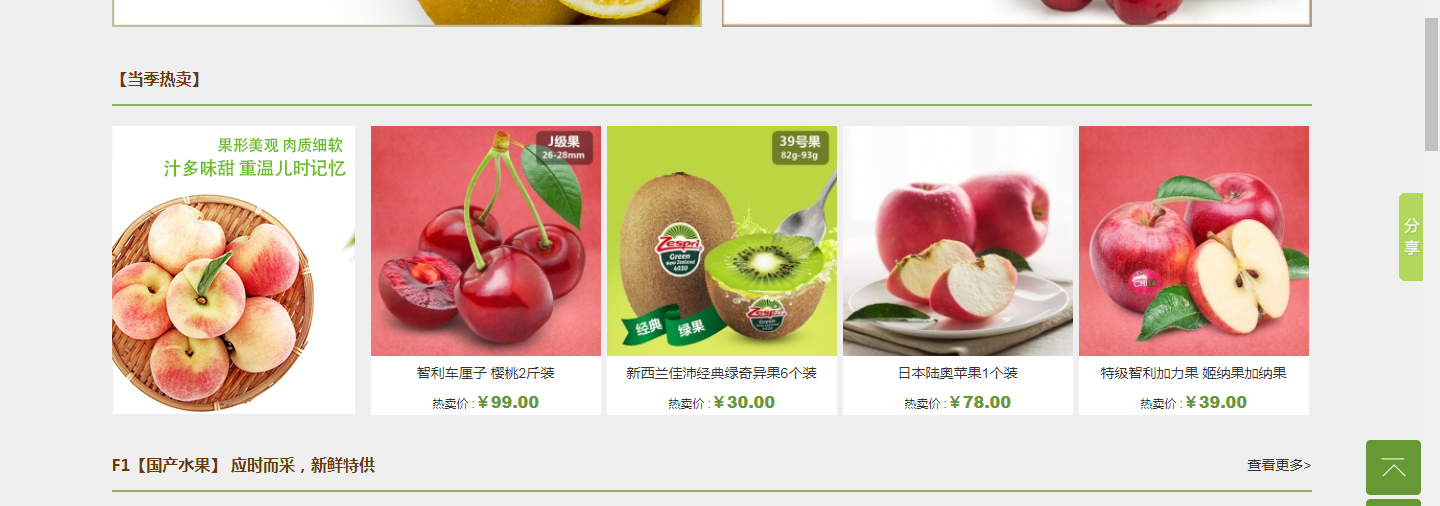 【当季热卖】
果形美观 肉质细软
汁多味甜 重温儿时记忆
J级果
26-28mm
39号果
82g-93g
Zespri
Green
NEW ZEALAND
4030
Zespri
Green
经典
绿果
CHI
智利车厘子 樱桃2斤装
热卖价 : ¥ 99.00
新西兰佳沛经典绿奇异果6个装
热卖价 : ¥ 30.00
日本陆奥苹果1个装
热卖价 : ¥ 78.00
特级智利加力果 姬纳果加纳果
热卖价 : ¥ 39.00
分
享
F1【国产水果】 应时而采，新鲜特供
查看更多>